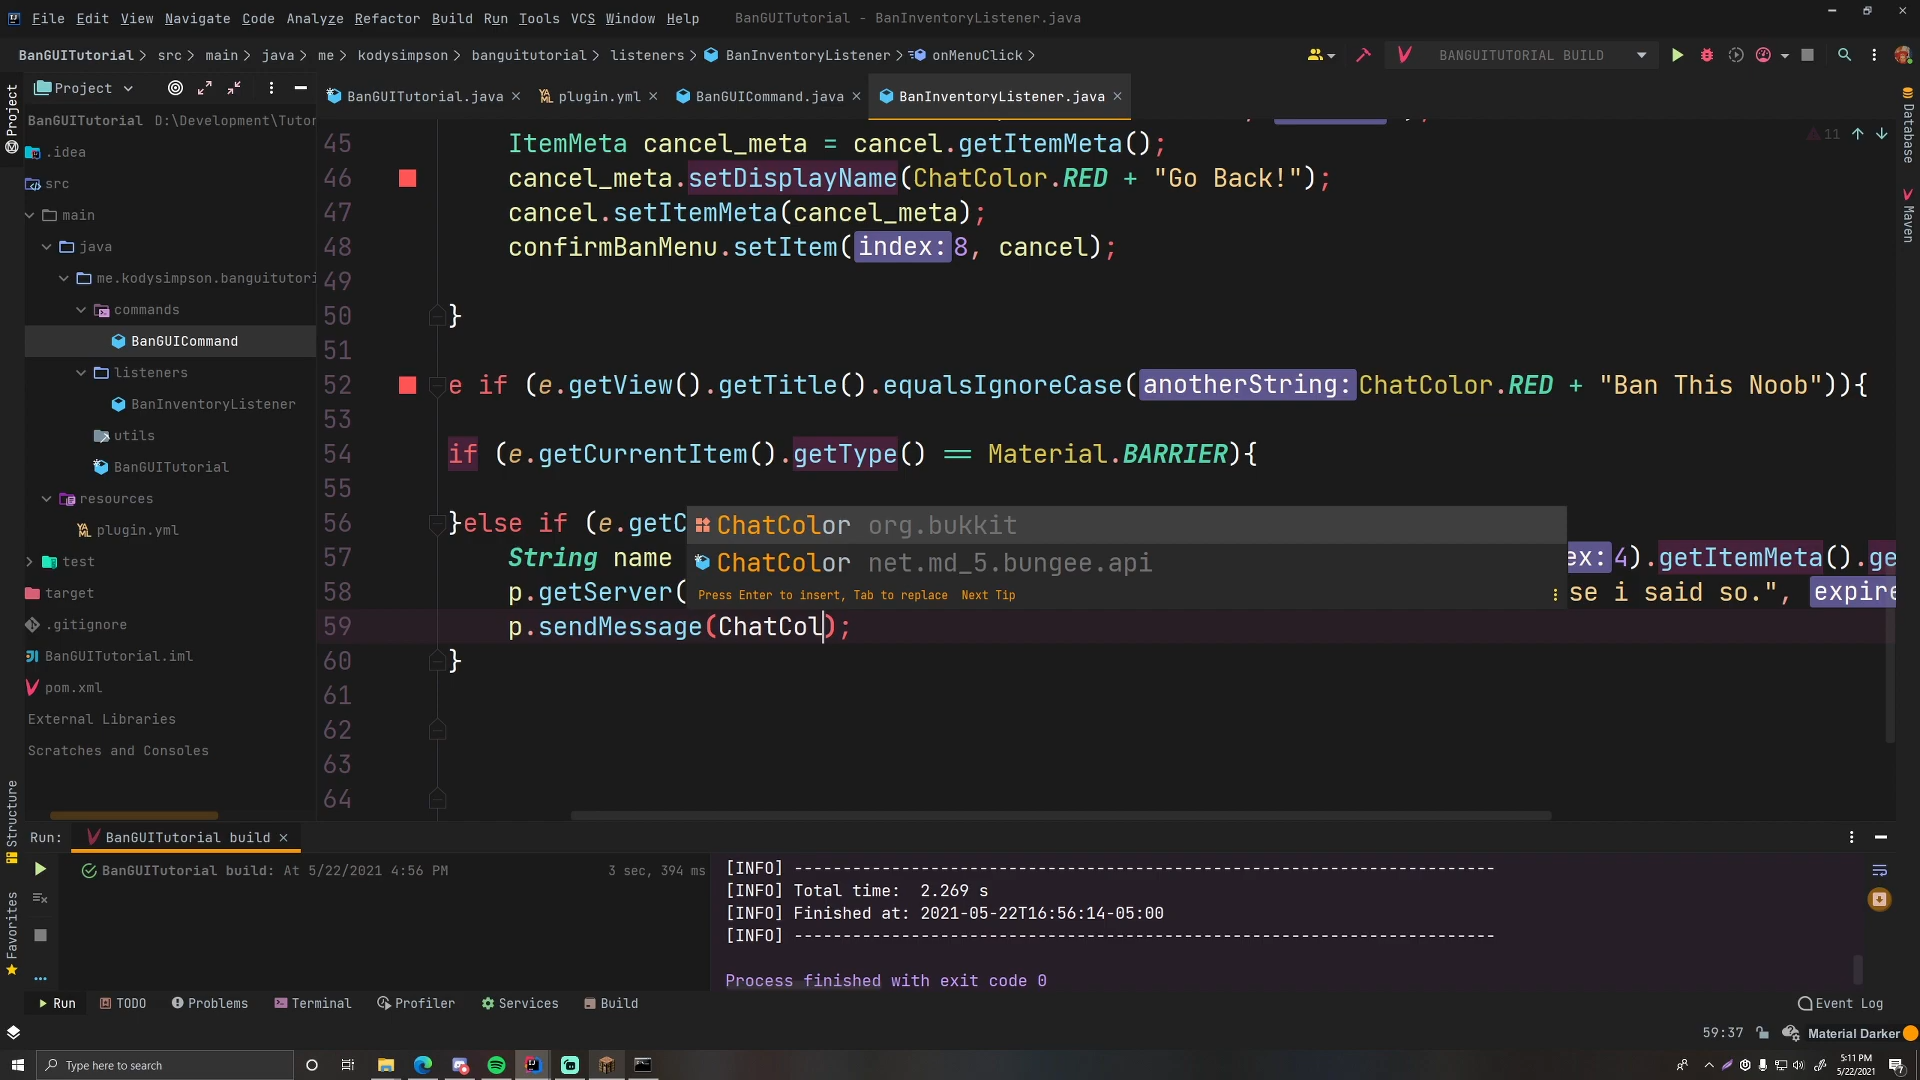 File Edit View Navigate Code Analyze Refactor Build Run Tools VCS Window Help BanGUITutorial - BanInventoryListener.java
BanGUITutorial > src > main > java > me > kodysimpson > banguitutorial > listeners > BanInventoryListener > onMenuClick > BANGUITUTORIAL BUILD
Project BanGUITutorial.java plugin.yml BanGUICommand.java BanInventoryListener.java
Project
BanGUITutorial D:\Development\Tutor
.idea
src
main
java
me.kodysimpson.banguitutori
commands
BanGUICommand
listeners
BanInventoryListener
utils
BanGUITutorial
resources
plugin.yml
test
target
.gitignore
BanGUITutorial.iml
pom.xml
External Libraries
Scratches and Consoles
Structure
Favorites
Database
Maven
11
45 ItemMeta cancel_meta = cancel.getItemMeta();
46 cancel_meta.setDisplayName(ChatColor.RED + "Go Back!");
47 cancel.setItemMeta(cancel_meta);
48 confirmBanMenu.setItem( index: 8, cancel);
49
50 }
51
52 e if (e.getView().getTitle().equalsIgnoreCase( anotherString: ChatColor.RED + "Ban This Noob")){
53
54 if (e.getCurrentItem().getType() == Material.BARRIER){
55
56 }else if (e.getC
57 String name ex: 4).getItemMeta().ge
58 p.getServer( se i said so.", expire
59 p.sendMessage(ChatCol);
60 }
61
62
63
64
ChatColor org.bukkit
ChatColor net.md_5.bungee.api
Press Enter to insert, Tab to replace Next Tip
Run: BanGUITutorial build
BanGUITutorial build: At 5/22/2021 4:56 PM 3 sec, 394 ms
[INFO] ------------------------------------------------------------------------
[INFO] Total time:  2.269 s
[INFO] Finished at: 2021-05-22T16:56:14-05:00
[INFO] ------------------------------------------------------------------------
Process finished with exit code 0
Run TODO Problems Terminal Profiler Services Build Event Log
59:37 Material Darker
Type here to search
5:11 PM
5/22/2021
7